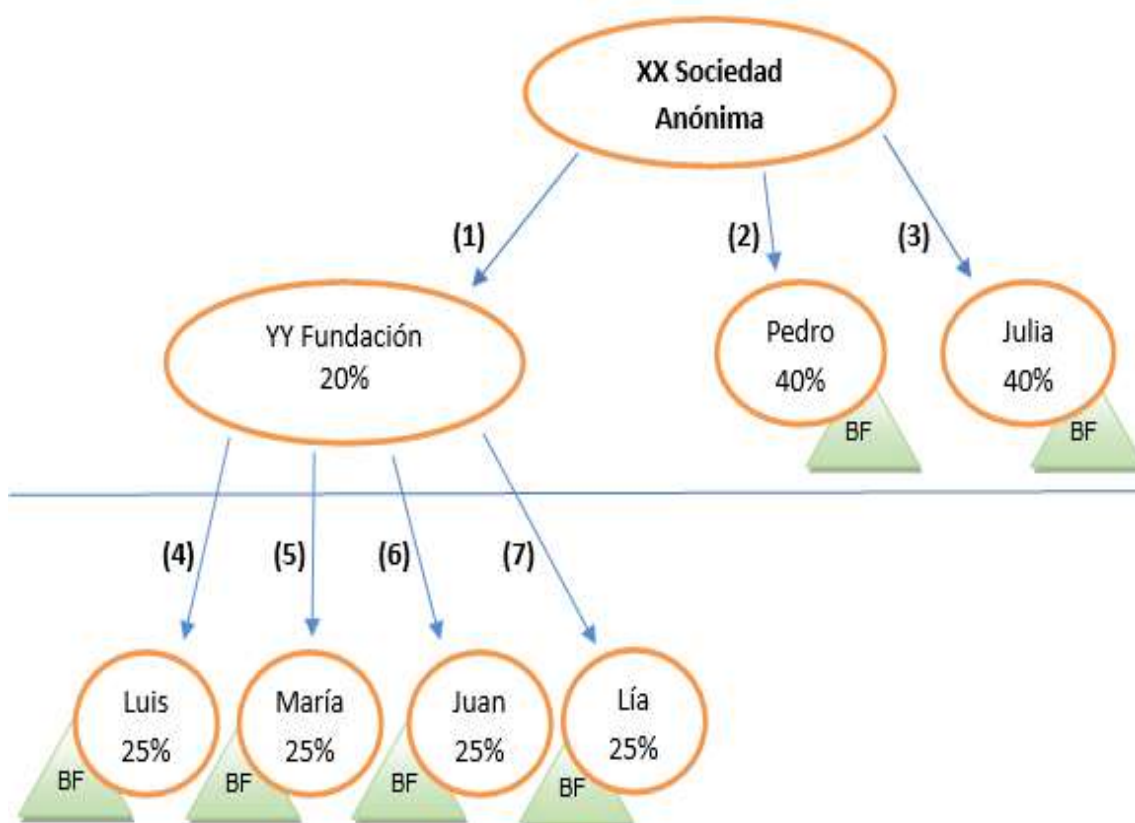 XX Sociedad
Anónima
(1)
(2)
(3)
YY Fundación
20%
Pedro
40%
BF
Julia
40%
BF
(4)
(5)
(6)
(7)
Luis
25%
BF
María
25%
BF
Juan
25%
BF
Lía
25%
BF